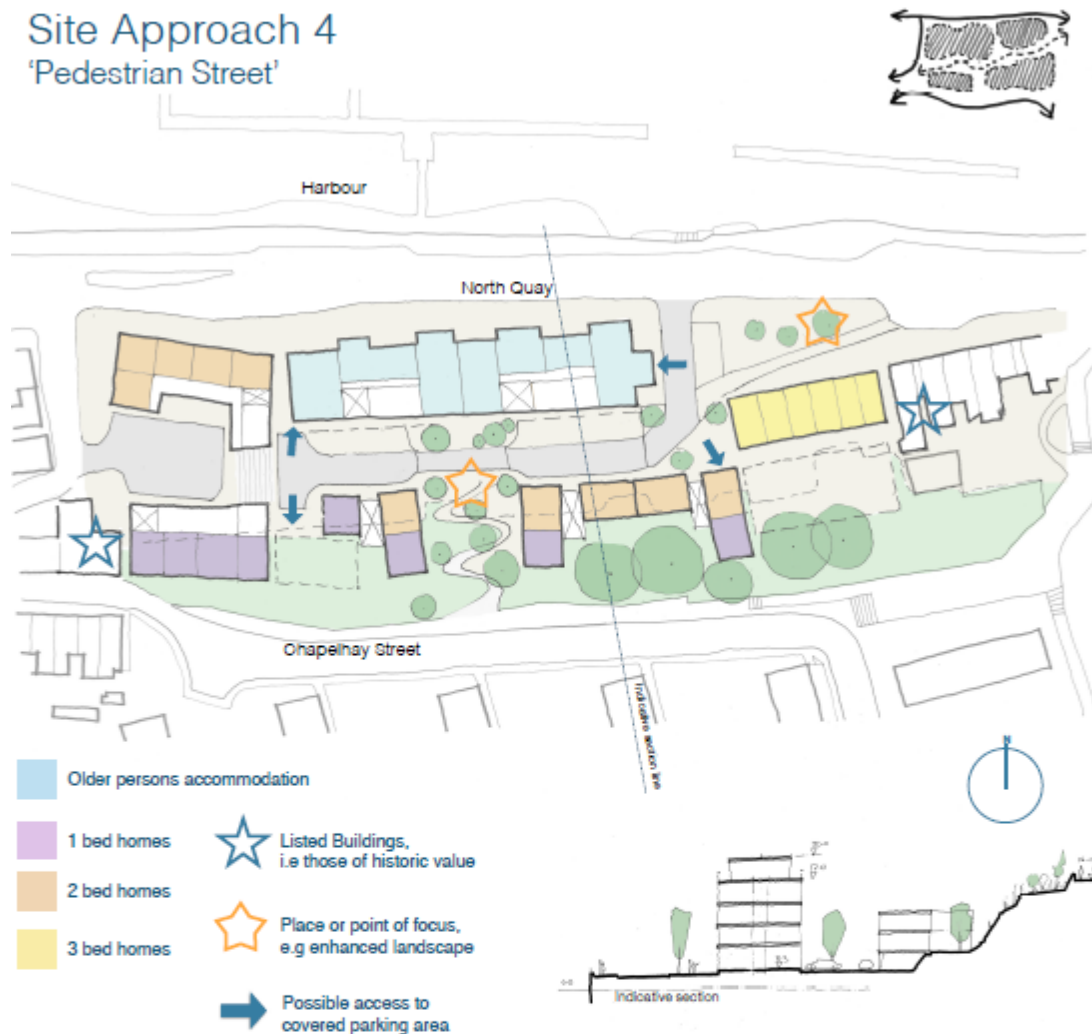 Site Approach 4
‘Pedestrian Street’
Harbour
North Quay
Chapelhay Street
Indicative section line
N
Older persons accommodation
1 bed homes
2 bed homes
3 bed homes
Listed Buildings,
i.e those of historic value
Place or point of focus,
e.g enhanced landscape
Possible access to
covered parking area
Indicative section